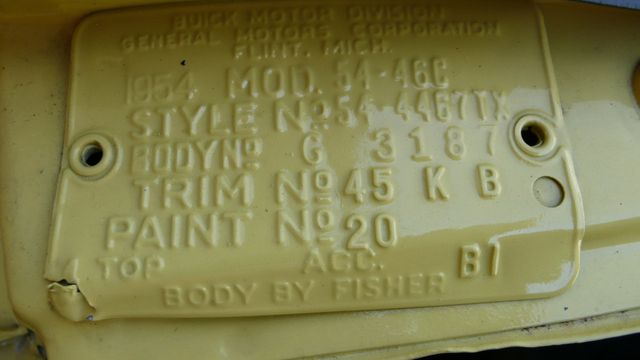 BUICK MOTOR DIVISION
GENERAL MOTORS CORPORATION
FLINT, MICH.
1954 MOD. 54-46C
STYLE Nº 54-4467TX
BODY Nº G 3187
TRIM Nº 45 K B
PAINT Nº 20
TOP ACC. B1
BODY BY FISHER